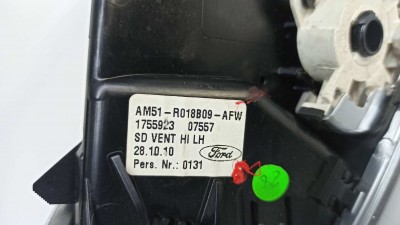 AM51-R018B09-AFW
1755923 07557
SD VENT HI LH
28.10.10
Ford
Pers. Nr.: 0131